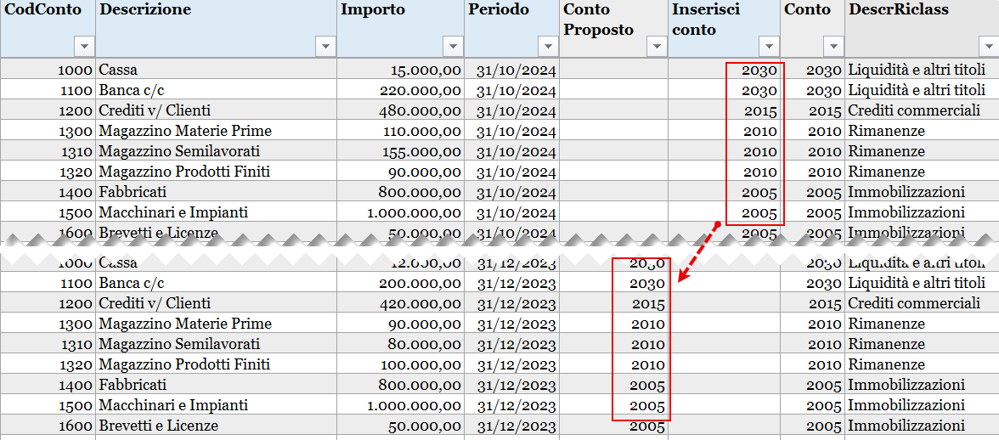 CodConto Descrizione Importo Periodo Conto Proposto Inserisci conto Conto DescrRiclass
1000 Cassa 15.000,00 31/10/2024 2030 2030 Liquidità e altri titoli
1100 Banca c/c 220.000,00 31/10/2024 2030 2030 Liquidità e altri titoli
1200 Crediti v/ Clienti 480.000,00 31/10/2024 2015 2015 Crediti commerciali
1300 Magazzino Materie Prime 110.000,00 31/10/2024 2010 2010 Rimanenze
1310 Magazzino Semilavorati 155.000,00 31/10/2024 2010 2010 Rimanenze
1320 Magazzino Prodotti Finiti 90.000,00 31/10/2024 2010 2010 Rimanenze
1400 Fabbricati 800.000,00 31/10/2024 2005 2005 Immobilizzazioni
1500 Macchinari e Impianti 1.000.000,00 31/10/2024 2005 2005 Immobilizzazioni
1600 Brevetti e Licenze 50.000,00 31/10/2024 2005 2005 Immobilizzazioni
1000 Cassa 12.000,00 31/12/2023 2030 2030 Liquidità e altri titoli
1100 Banca c/c 200.000,00 31/12/2023 2030 2030 Liquidità e altri titoli
1200 Crediti v/ Clienti 420.000,00 31/12/2023 2015 2015 Crediti commerciali
1300 Magazzino Materie Prime 90.000,00 31/12/2023 2010 2010 Rimanenze
1310 Magazzino Semilavorati 80.000,00 31/12/2023 2010 2010 Rimanenze
1320 Magazzino Prodotti Finiti 100.000,00 31/12/2023 2010 2010 Rimanenze
1400 Fabbricati 800.000,00 31/12/2023 2005 2005 Immobilizzazioni
1500 Macchinari e Impianti 1.000.000,00 31/12/2023 2005 2005 Immobilizzazioni
1600 Brevetti e Licenze 50.000,00 31/12/2023 2005 2005 Immobilizzazioni